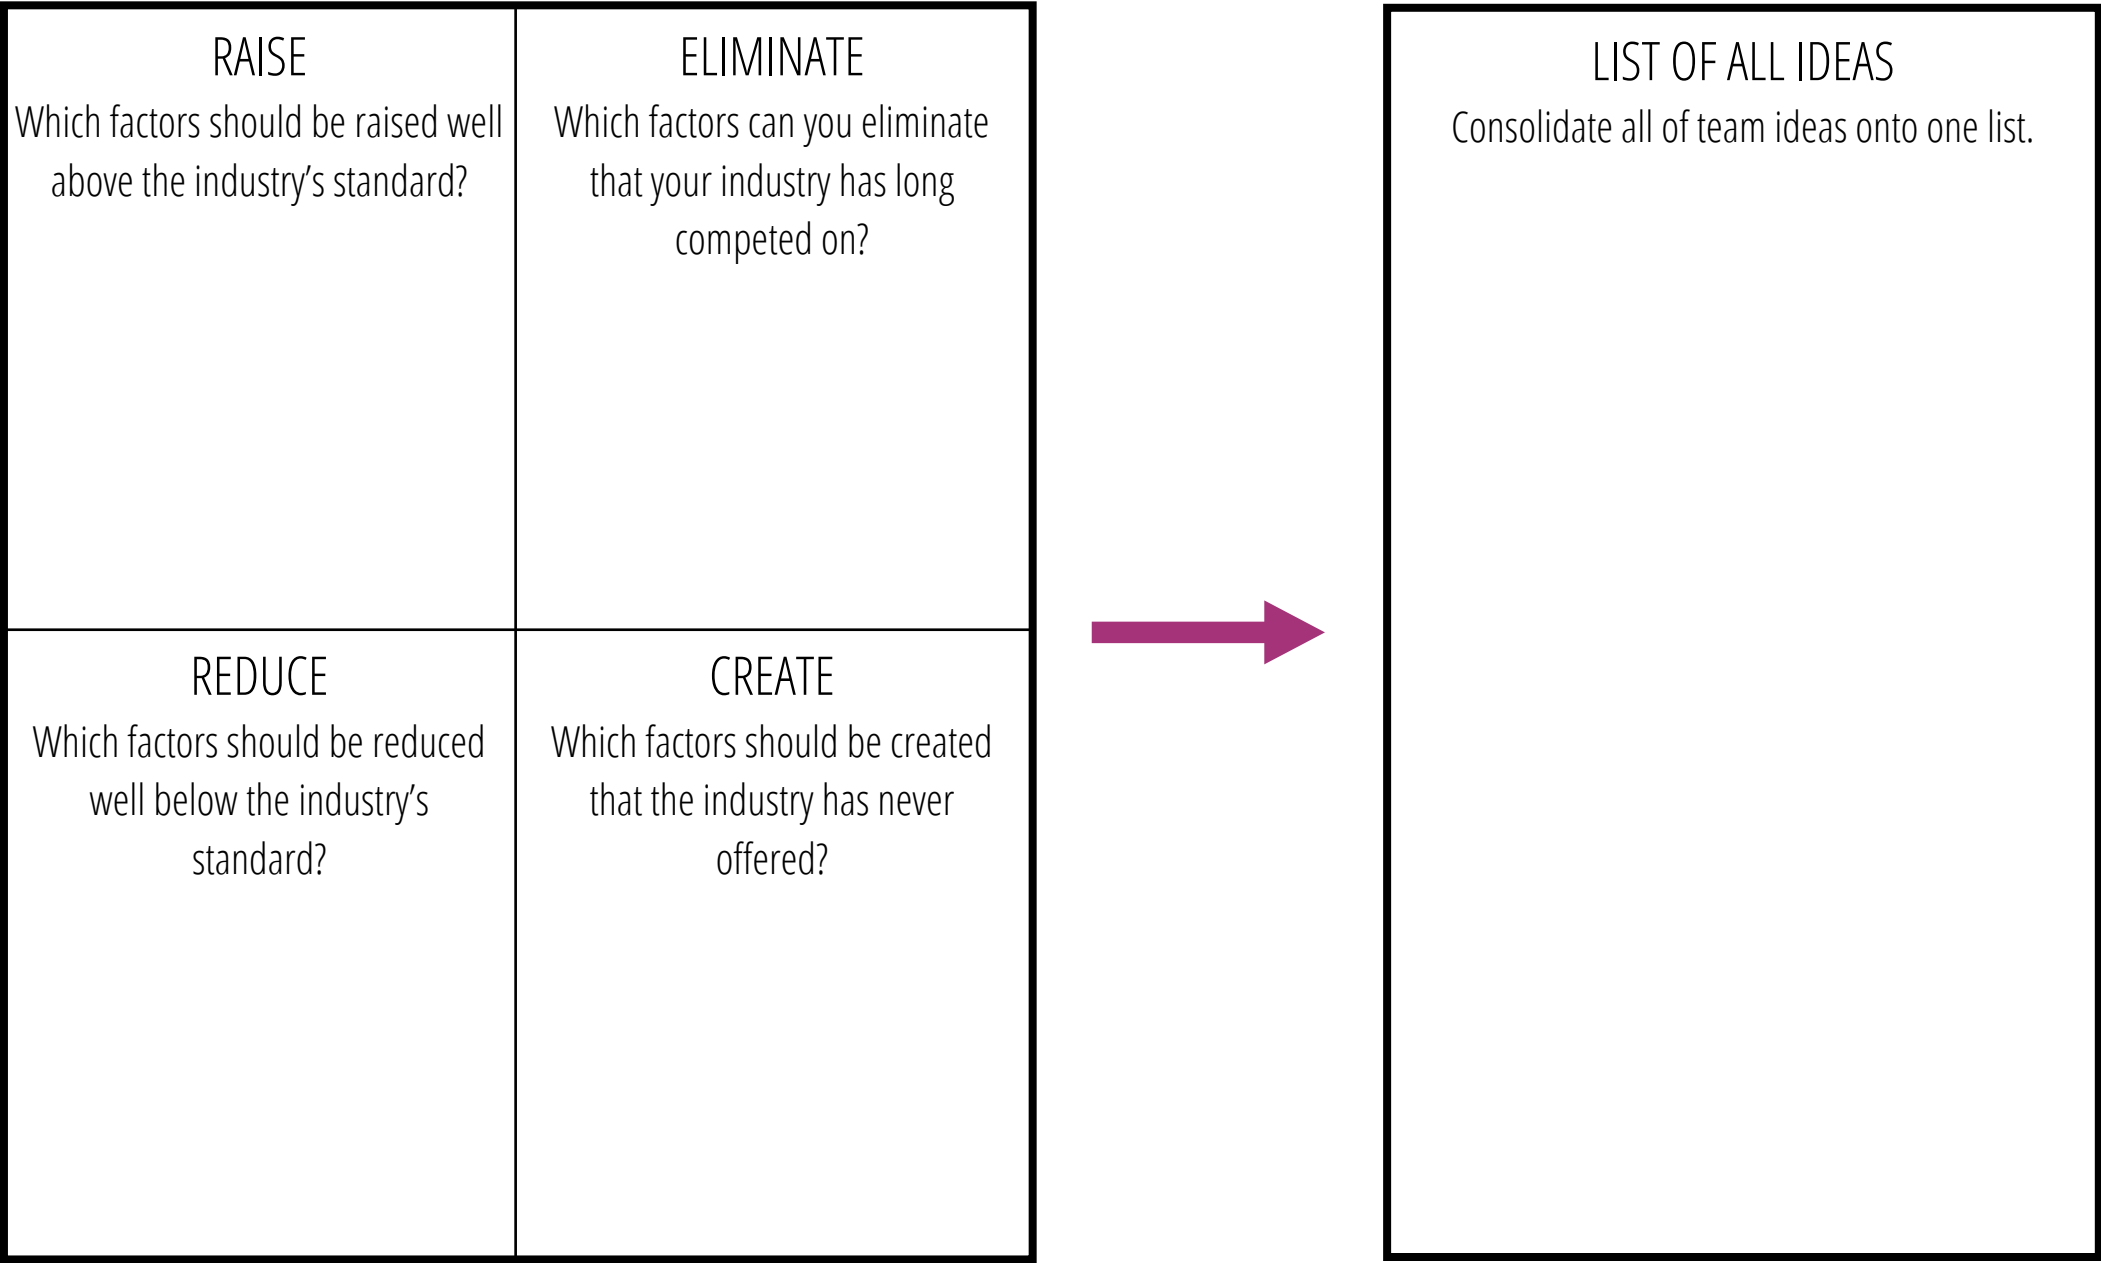 RAISE
Which factors should be raised well
above the industry’s standard?
ELIMINATE
Which factors can you eliminate
that your industry has long
competed on?
REDUCE
Which factors should be reduced
well below the industry’s
standard?
CREATE
Which factors should be created
that the industry has never
offered?
LIST OF ALL IDEAS
Consolidate all of team ideas onto one list.